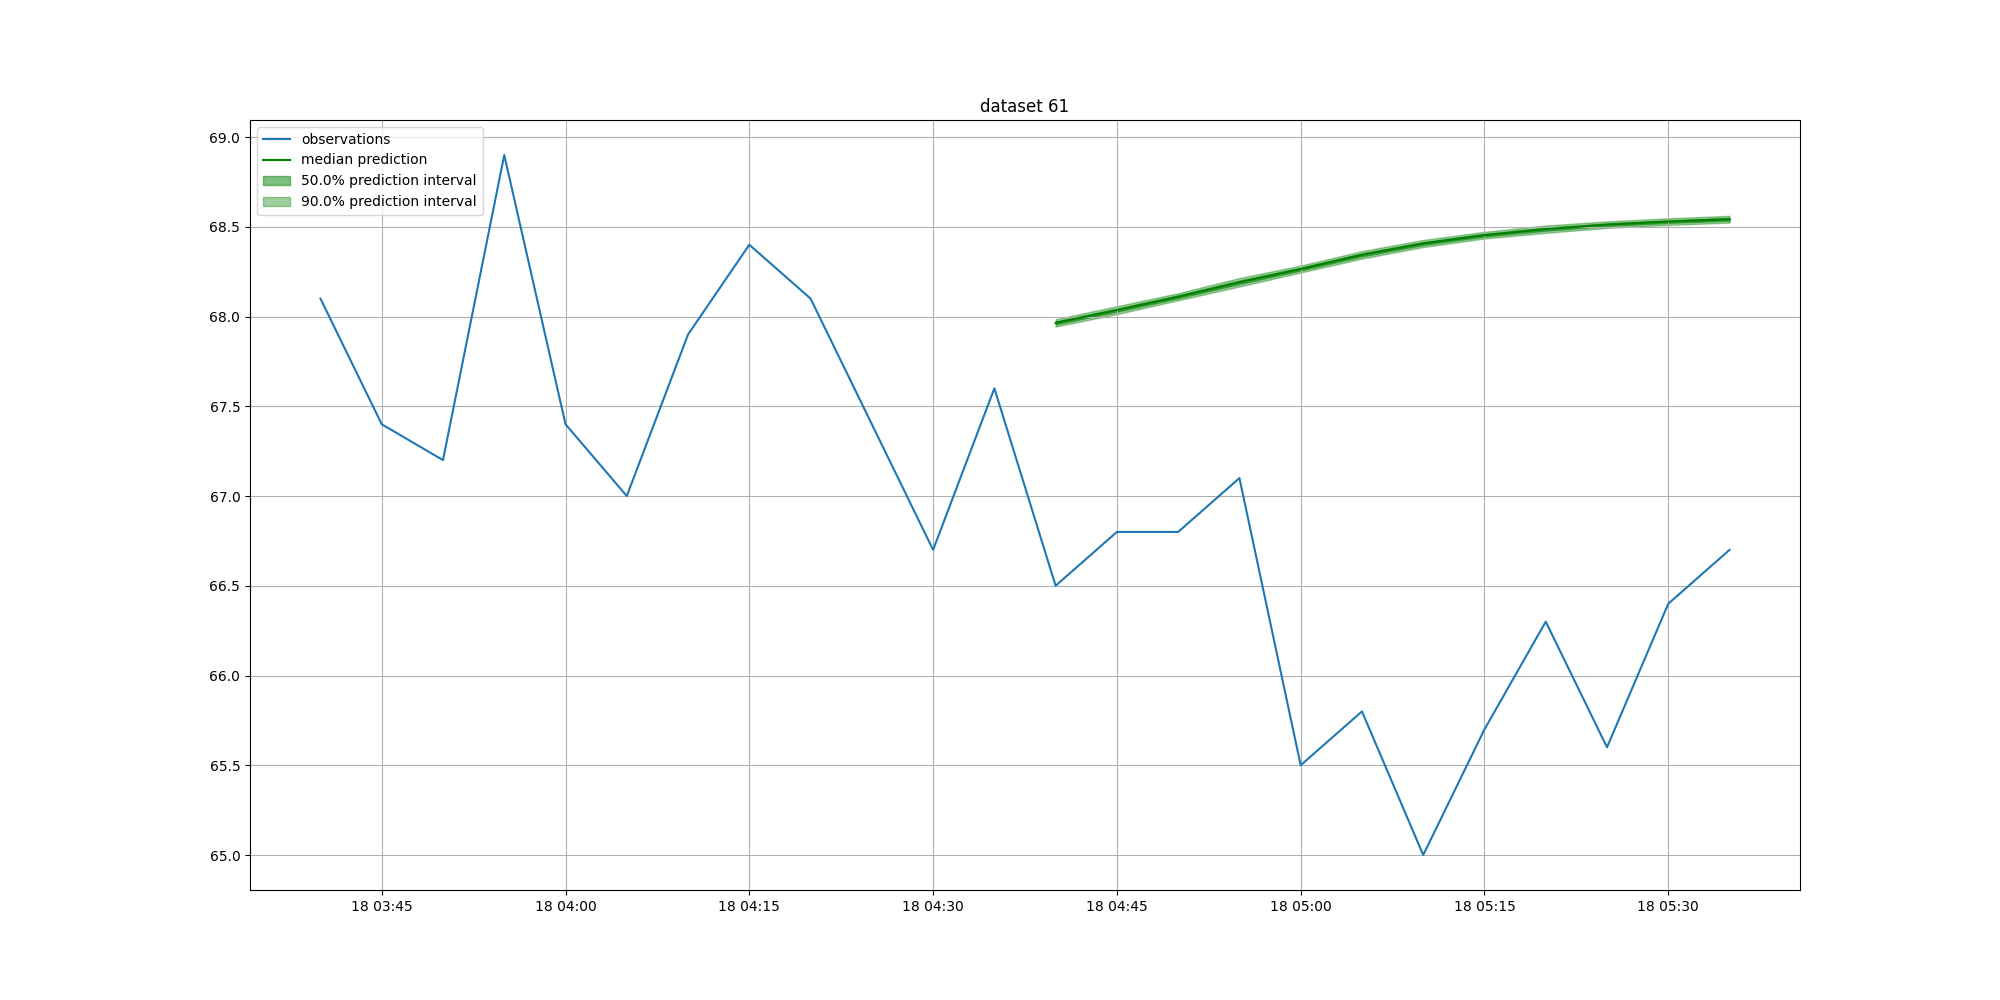 dataset 61
observations
median prediction
50.0% prediction interval
90.0% prediction interval
69.0
68.5
68.0
67.5
67.0
66.5
66.0
65.5
65.0
18 03:45 18 04:00 18 04:15 18 04:30 18 04:45 18 05:00 18 05:15 18 05:30